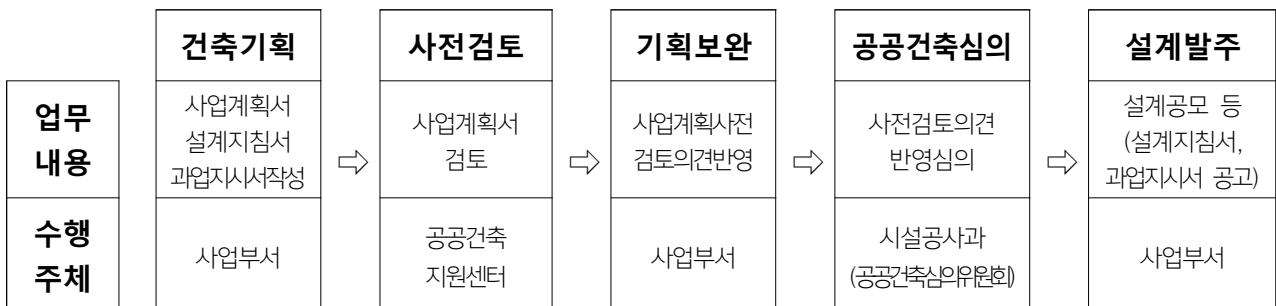 건축기획
사전검토
기획보완
공공건축심의
설계발주
업무
내용
사업계획서
설계지침서
과업지시서작성
⇨
사업계획서
검토
⇨
사업계획사전
검토의견반영
⇨
사전검토의견
반영심의
⇨
설계공모 등
(설계지침서,
과업지시서 공고)
수행
주체
사업부서
공공건축
지원센터
사업부서
시설공사과
(공공건축심의위원회)
사업부서